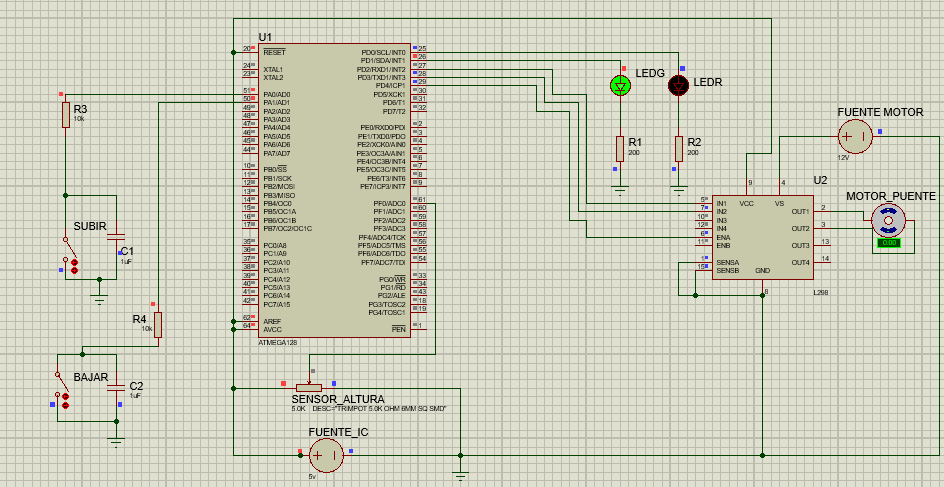 U1
20 RESET
24 XTAL1
23 XTAL2
51 PA0/AD0
50 PA1/AD1
49 PA2/AD2
48 PA3/AD3
47 PA4/AD4
46 PA5/AD5
45 PA6/AD6
44 PA7/AD7
10 PB0/SS
11 PB1/SCK
12 PB2/MOSI
13 PB3/MISO
14 PB4/OC0
15 PB5/OC1A
16 PB6/OC1B
17 PB7/OC2/OC1C
35 PC0/A8
36 PC1/A9
37 PC2/A10
38 PC3/A11
39 PC4/A12
40 PC5/A13
41 PC6/A14
42 PC7/A15
62 AREF
64 AVCC
PD0/SCL/INT0 25
PD1/SDA/INT1 26
PD2/RXD1/INT2 27
PD3/TXD1/INT3 28
PD4/ICP1 29
PD5/XCK1 30
PD6/T1 31
PD7/T2 32
PE0/RXD0/PDI 2
PE1/TXD0/PDO 3
PE2/XCK0/AIN0 4
PE3/OC3A/AIN1 5
PE4/OC3B/INT4 6
PE5/OC3C/INT5 7
PE6/T3/INT6 8
PE7/ICP3/INT7 9
PF0/ADC0 61
PF1/ADC1 60
PF2/ADC2 59
PF3/ADC3 58
PF4/ADC4/TCK 57
PF5/ADC5/TMS 56
PF6/ADC6/TDO 55
PF7/ADC7/TDI 54
PG0/WR 33
PG1/RD 34
PG2/ALE 43
PG3/TOSC2 18
PG4/TOSC1 19
PEN 1
ATMEGA128
R3
10k
SUBIR
C1
1uF
R4
10k
BAJAR
C2
1uF
SENSOR_ALTURA
5.0K DESC="TRIMPOT 5.0K OHM 6MM SQ SMD"
FUENTE_IC
5v
LEDG
LEDR
R1
200
R2
200
FUENTE MOTOR
12V
U2
9 VCC
4 VS
5 IN1
7 IN2
10 IN3
12 IN4
6 ENA
11 ENB
1 SENSA
15 SENSB
GND 8
OUT1 2
OUT2 3
OUT3 13
OUT4 14
L298
MOTOR_PUENTE
0.00